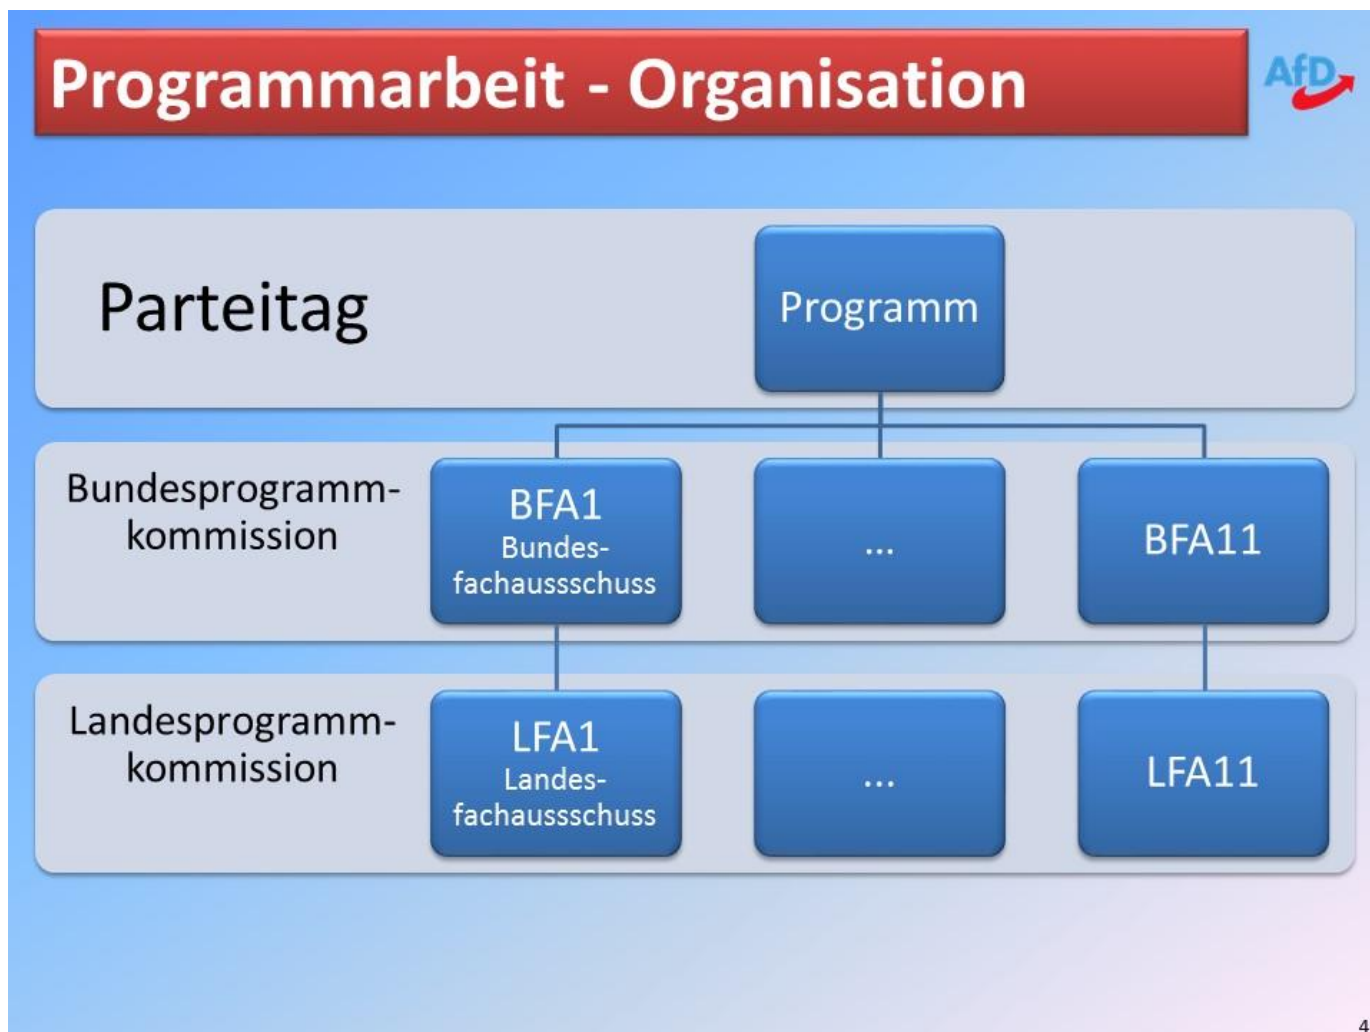 Programmarbeit - Organisation
AfD
Parteitag
Programm
Bundesprogramm-
kommission
BFA1
Bundes-
fachaussschuss
...
BFA11
Landesprogramm-
kommission
LFA1
Landes-
fachaussschuss
...
LFA11
4